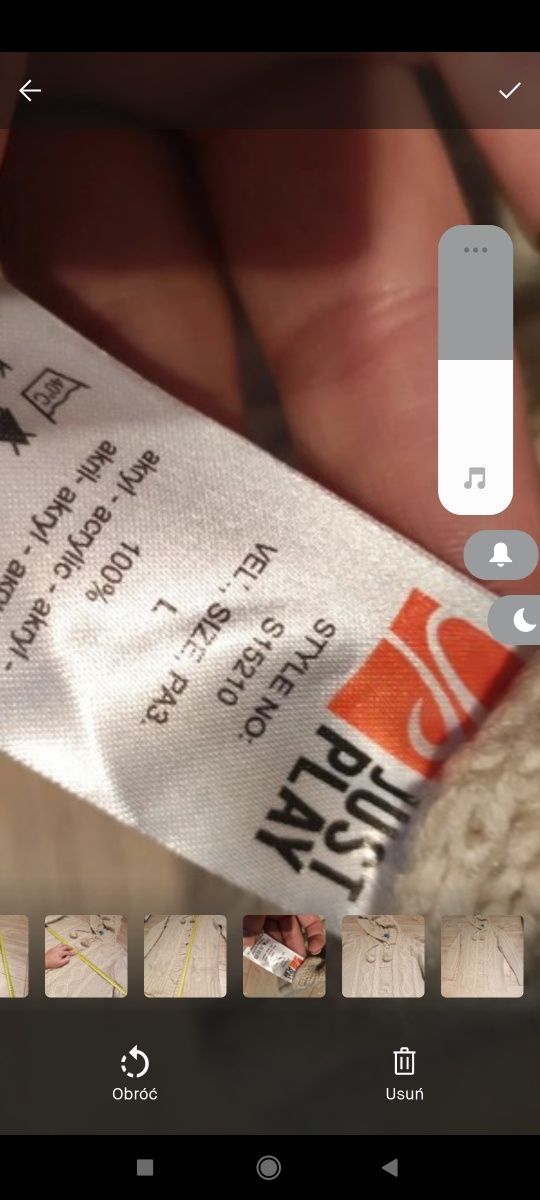 JUST
PLAY
STYLE NO:
S15210
VEL., SIZE, PA3.
L
100%
akryl - acrylic - akryl -
akril- akryl - 
40°C
Obróć
Usuń